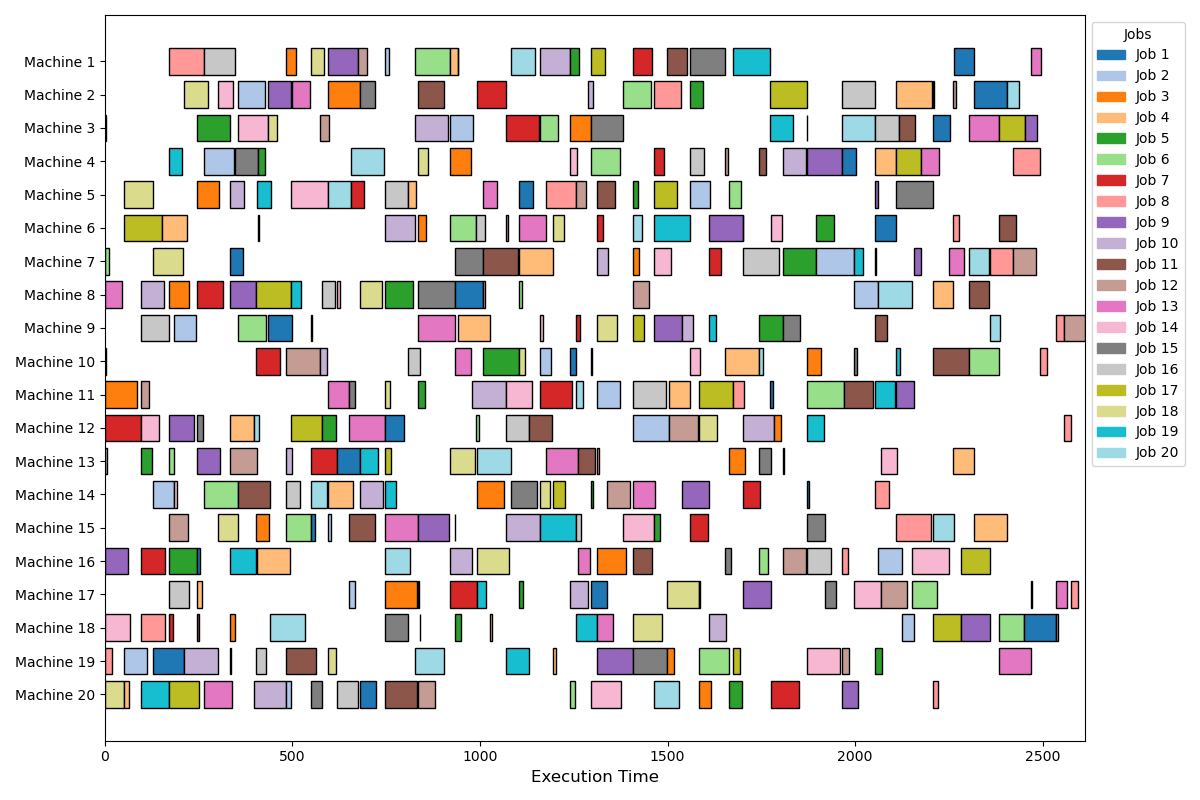 Machine 1
Machine 2
Machine 3
Machine 4
Machine 5
Machine 6
Machine 7
Machine 8
Machine 9
Machine 10
Machine 11
Machine 12
Machine 13
Machine 14
Machine 15
Machine 16
Machine 17
Machine 18
Machine 19
Machine 20
0 500 1000 1500 2000 2500
Execution Time
Jobs
Job 1
Job 2
Job 3
Job 4
Job 5
Job 6
Job 7
Job 8
Job 9
Job 10
Job 11
Job 12
Job 13
Job 14
Job 15
Job 16
Job 17
Job 18
Job 19
Job 20